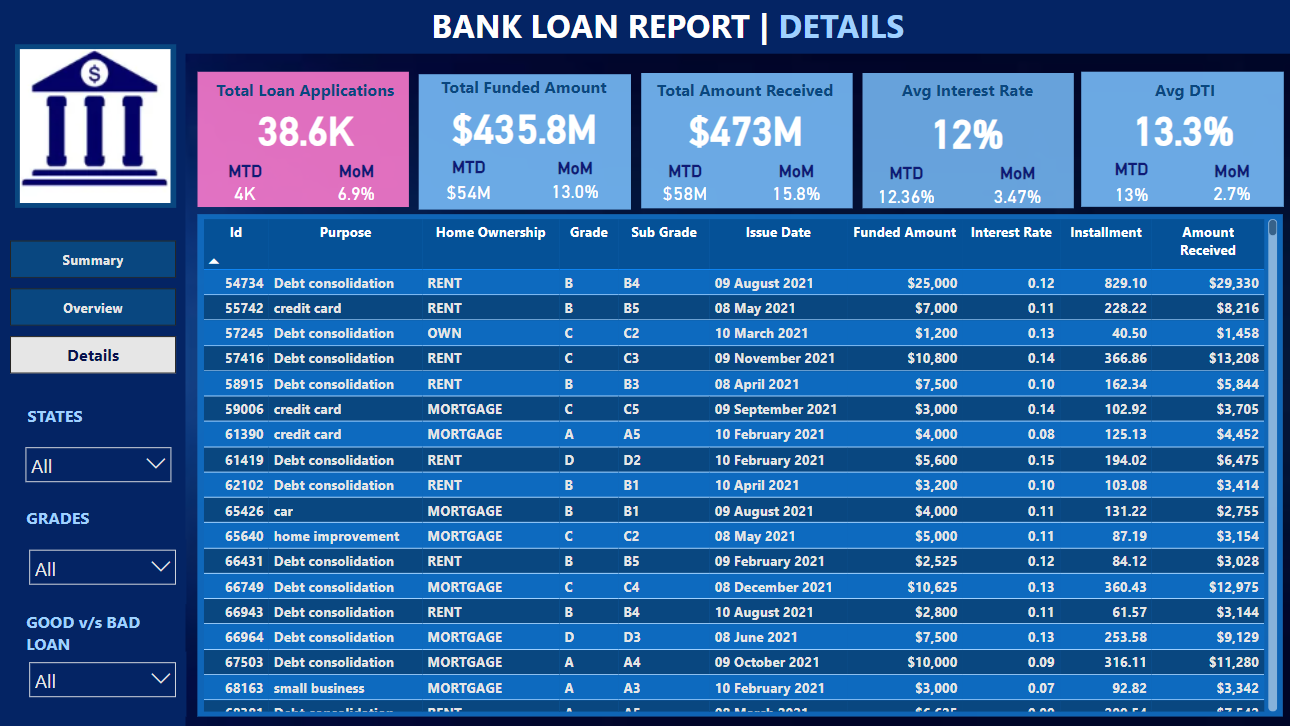 BANK LOAN REPORT | DETAILS
$
Total Loan Applications
38.6K
MTD MoM
4K 6.9%
Total Funded Amount
$435.8M
MTD MoM
$54M 13.0%
Total Amount Received
$473M
MTD MoM
$58M 15.8%
Avg Interest Rate
12%
MTD MoM
12.36% 3.47%
Avg DTI
13.3%
MTD MoM
13% 2.7%
Summary
Overview
Details
STATES
All
GRADES
All
GOOD v/s BAD
LOAN
All
Id Purpose Home Ownership Grade Sub Grade Issue Date Funded Amount Interest Rate Installment Amount
Received
54734 Debt consolidation RENT B B4 09 August 2021 $25,000 0.12 829.10 $29,330
55742 credit card RENT B B5 08 May 2021 $7,000 0.11 228.22 $8,216
57245 Debt consolidation OWN C C2 10 March 2021 $1,200 0.13 40.50 $1,458
57416 Debt consolidation RENT C C3 09 November 2021 $10,800 0.14 366.86 $13,208
58915 Debt consolidation RENT B B3 08 April 2021 $7,500 0.10 162.34 $5,844
59006 credit card MORTGAGE C C5 09 September 2021 $3,000 0.14 102.92 $3,705
61390 credit card MORTGAGE A A5 10 February 2021 $4,000 0.08 125.13 $4,452
61419 Debt consolidation RENT D D2 10 February 2021 $5,600 0.15 194.02 $6,475
62102 Debt consolidation RENT B B1 10 April 2021 $3,200 0.10 103.08 $3,414
65426 car MORTGAGE B B1 09 August 2021 $4,000 0.11 131.22 $2,755
65640 home improvement MORTGAGE C C2 08 May 2021 $5,000 0.11 87.19 $3,154
66431 Debt consolidation RENT B B5 09 February 2021 $2,525 0.12 84.12 $3,028
66749 Debt consolidation MORTGAGE C C4 08 December 2021 $10,625 0.13 360.43 $12,975
66943 Debt consolidation RENT B B4 10 August 2021 $2,800 0.11 61.57 $3,144
66964 Debt consolidation MORTGAGE D D3 08 June 2021 $7,500 0.13 253.58 $9,129
67503 Debt consolidation MORTGAGE A A4 09 October 2021 $10,000 0.09 316.11 $11,280
68163 small business MORTGAGE A A3 10 February 2021 $3,000 0.07 92.82 $3,342
Debt consolidation RENT